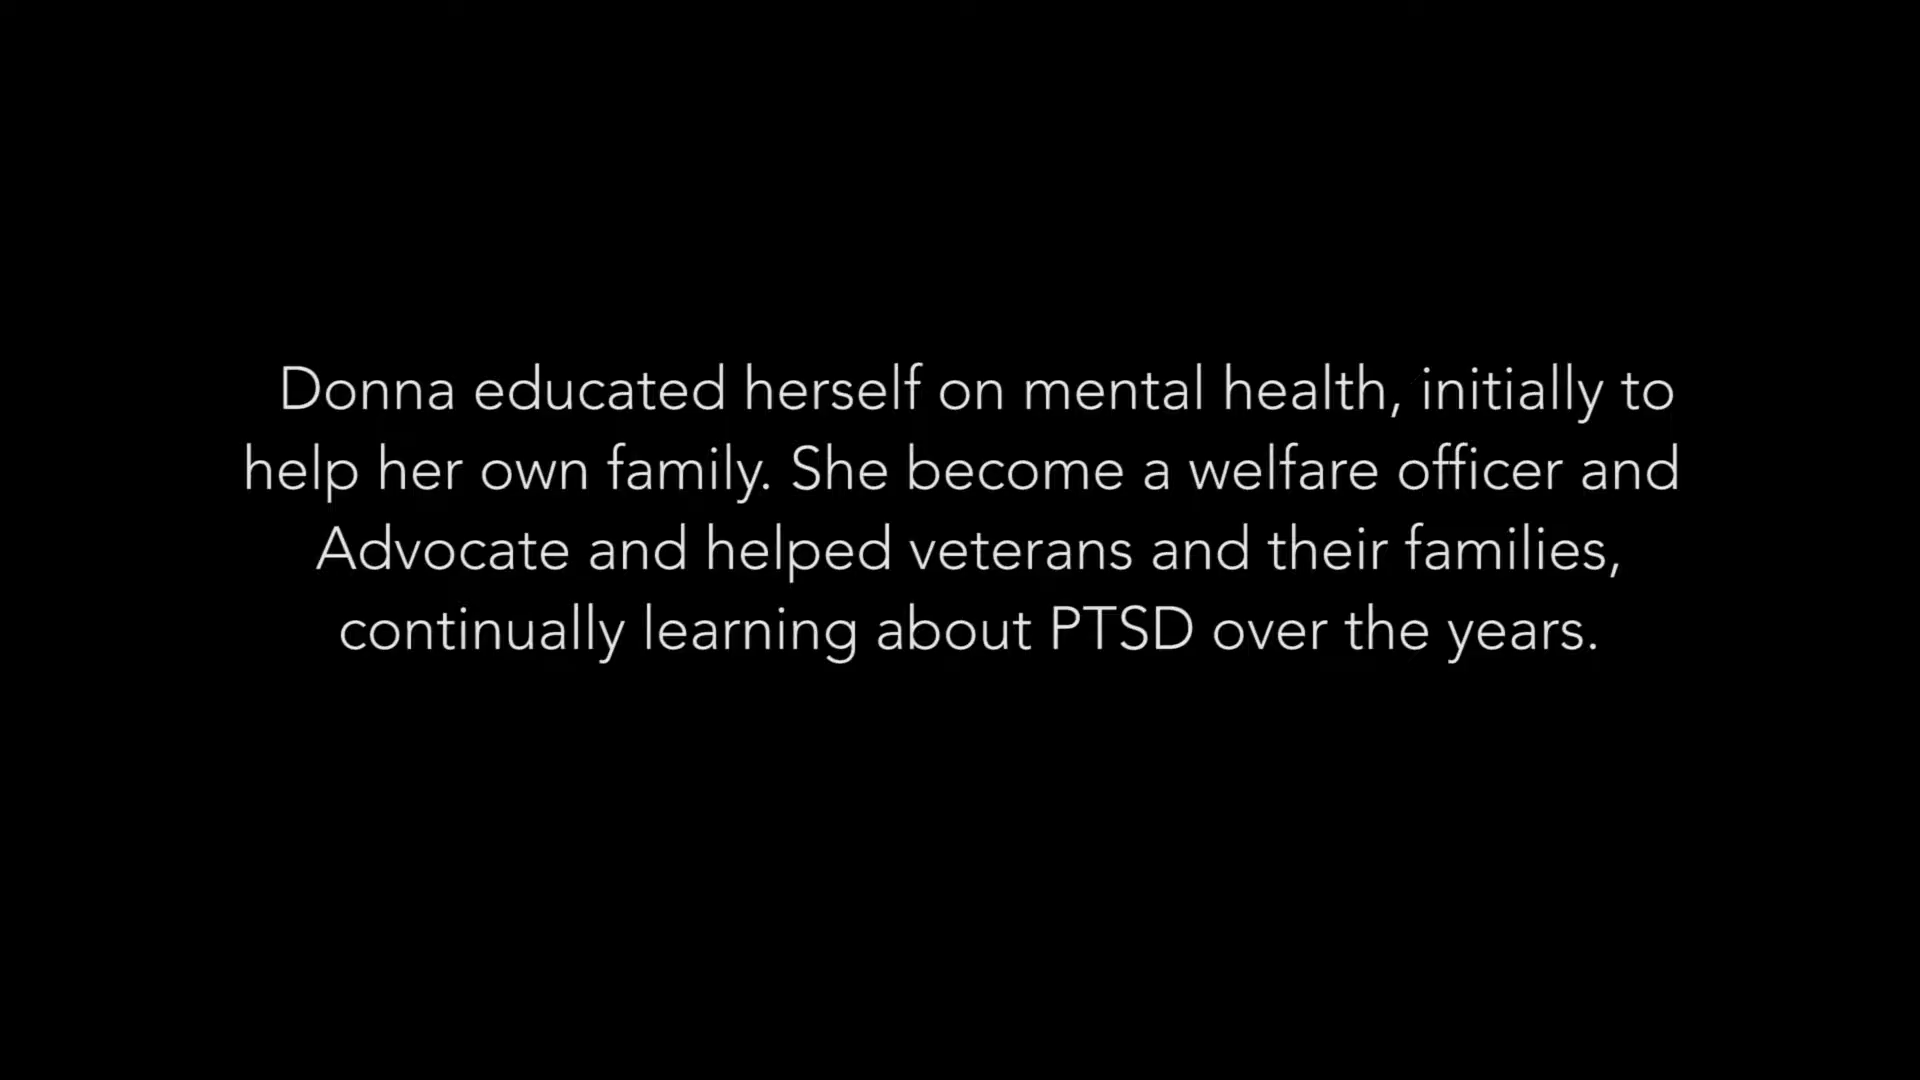 Donna educated herself on mental health, initially to
help her own family. She become a welfare officer and
Advocate and helped veterans and their families,
continually learning about PTSD over the years.